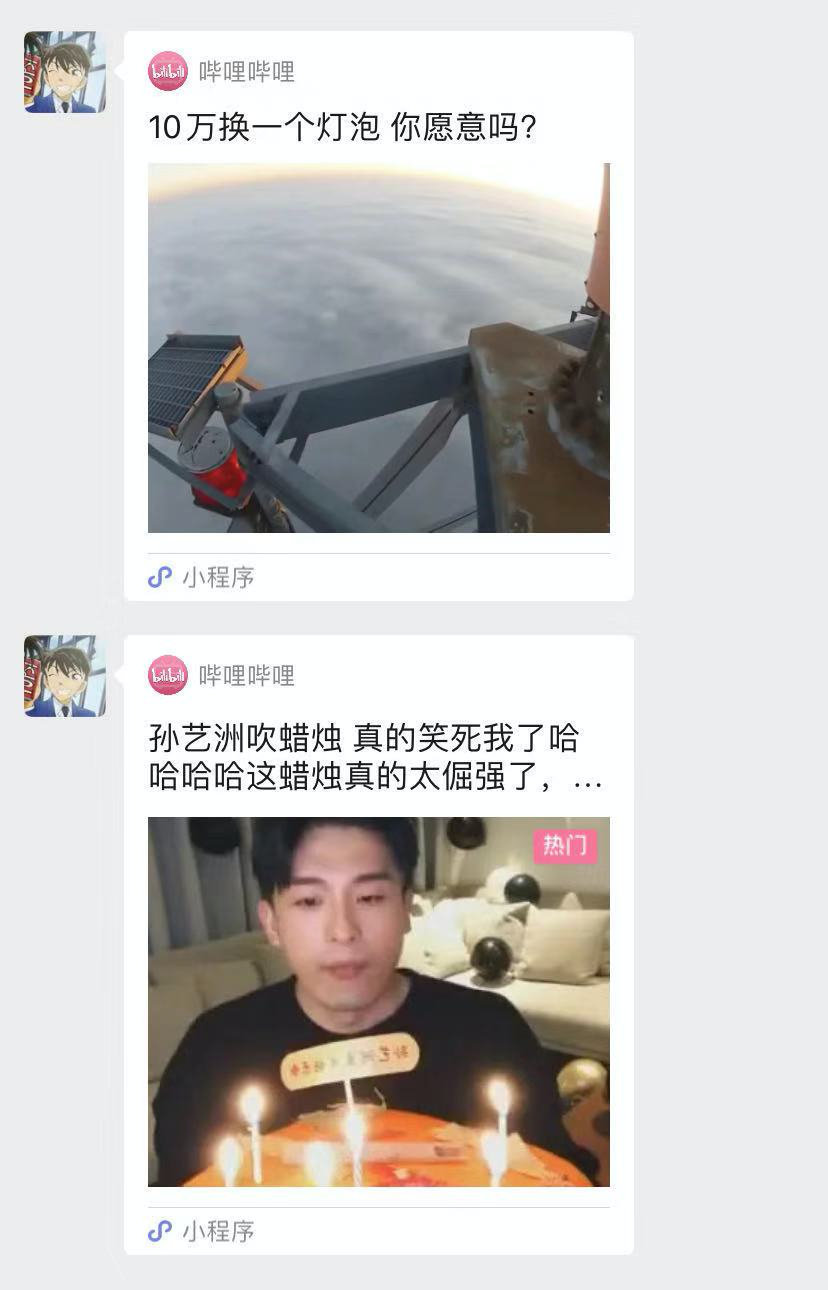 bilibili
哔哩哔哩
10万换一个灯泡 你愿意吗？
小程序
bilibili
哔哩哔哩
孙艺洲吹蜡烛 真的笑死我了哈
哈哈哈这蜡烛真的太倔强了，...
热门
小程序